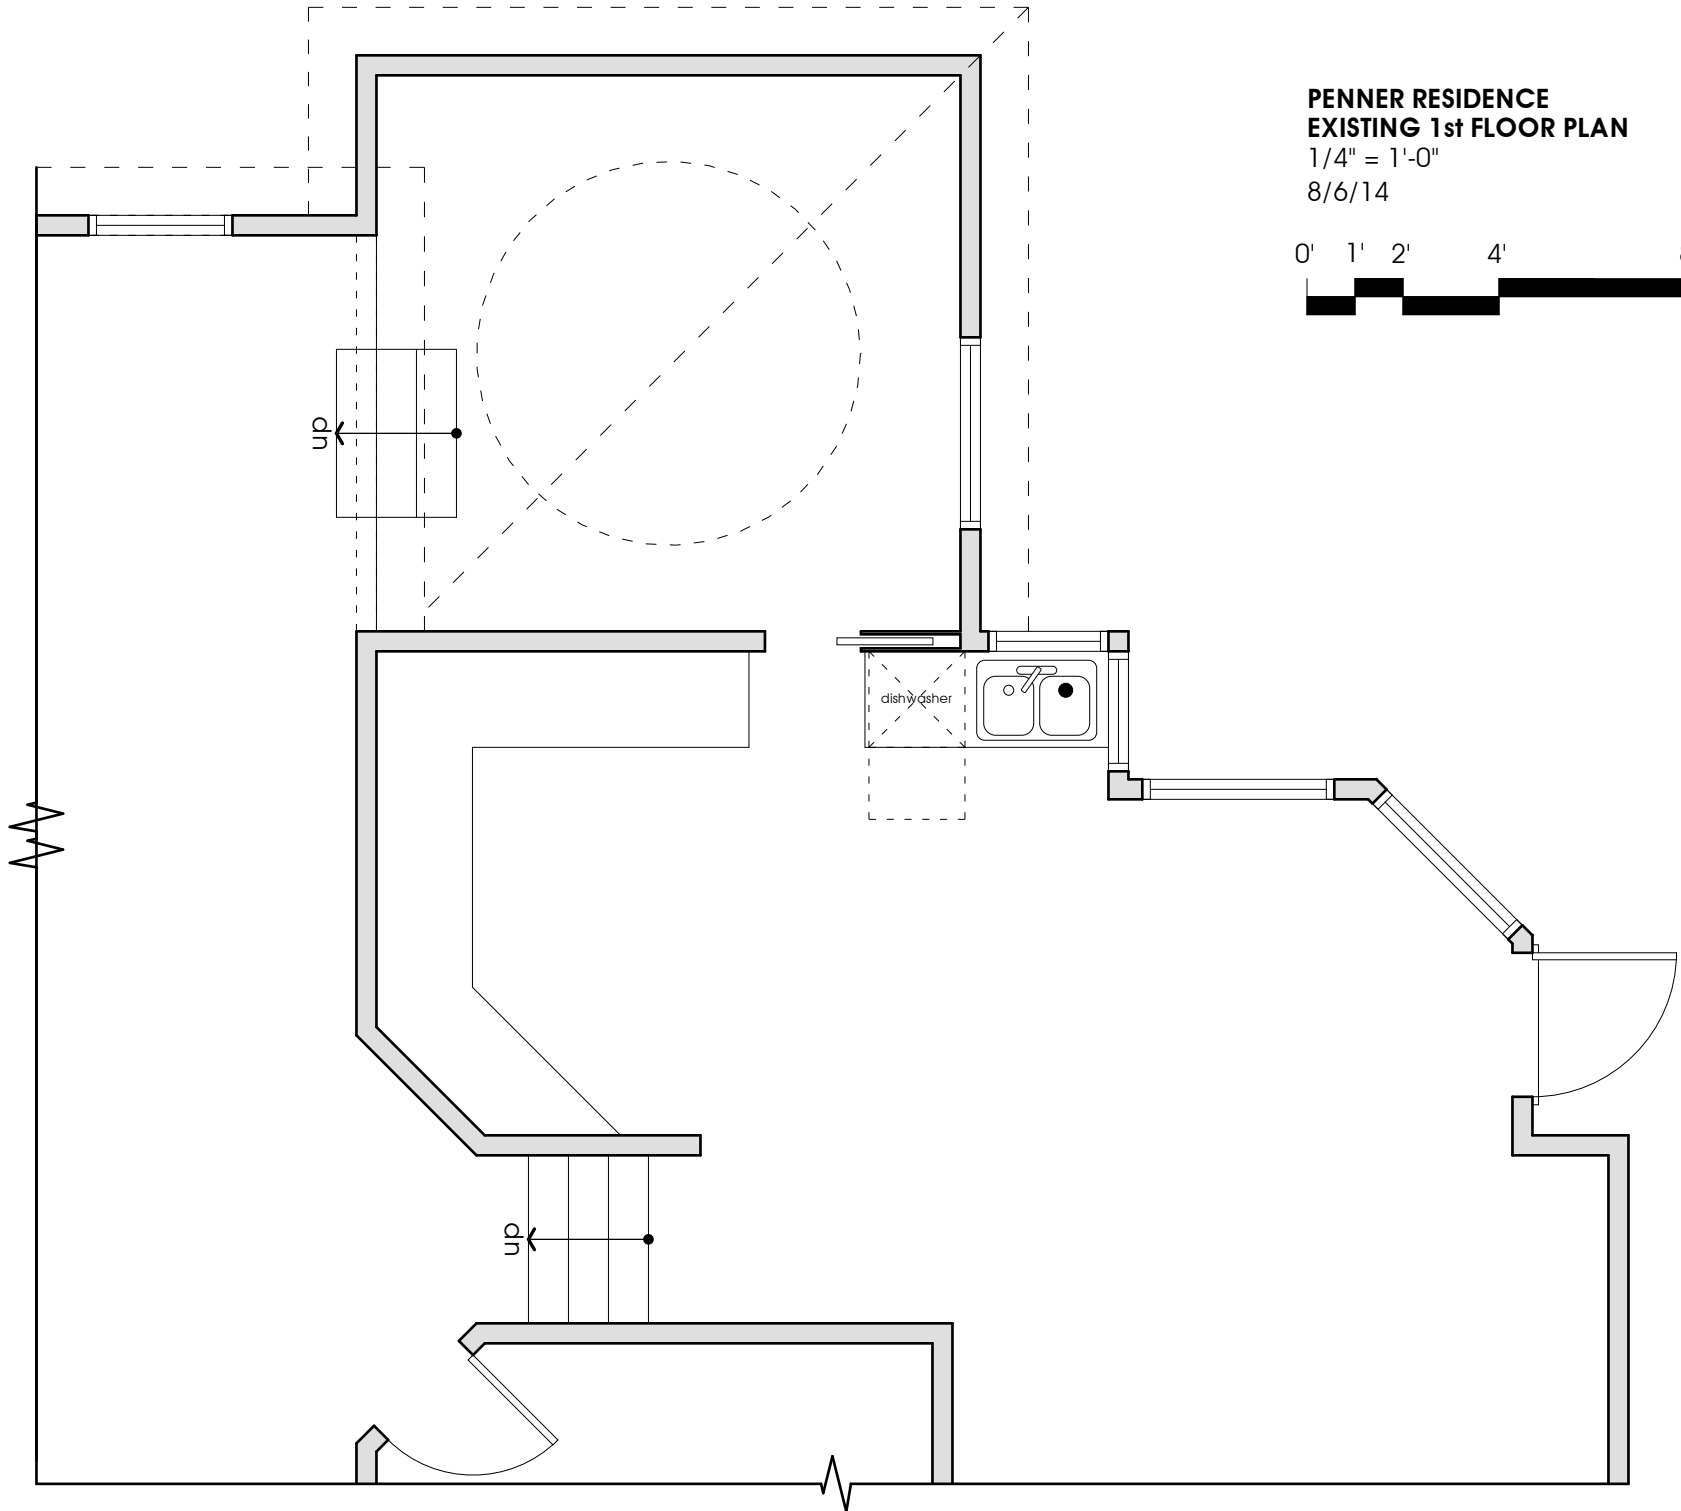 PENNER RESIDENCE
EXISTING 1st FLOOR PLAN
1/4" = 1'-0"
8/6/14
0' 1' 2' 4'
dn
dishwasher
dn